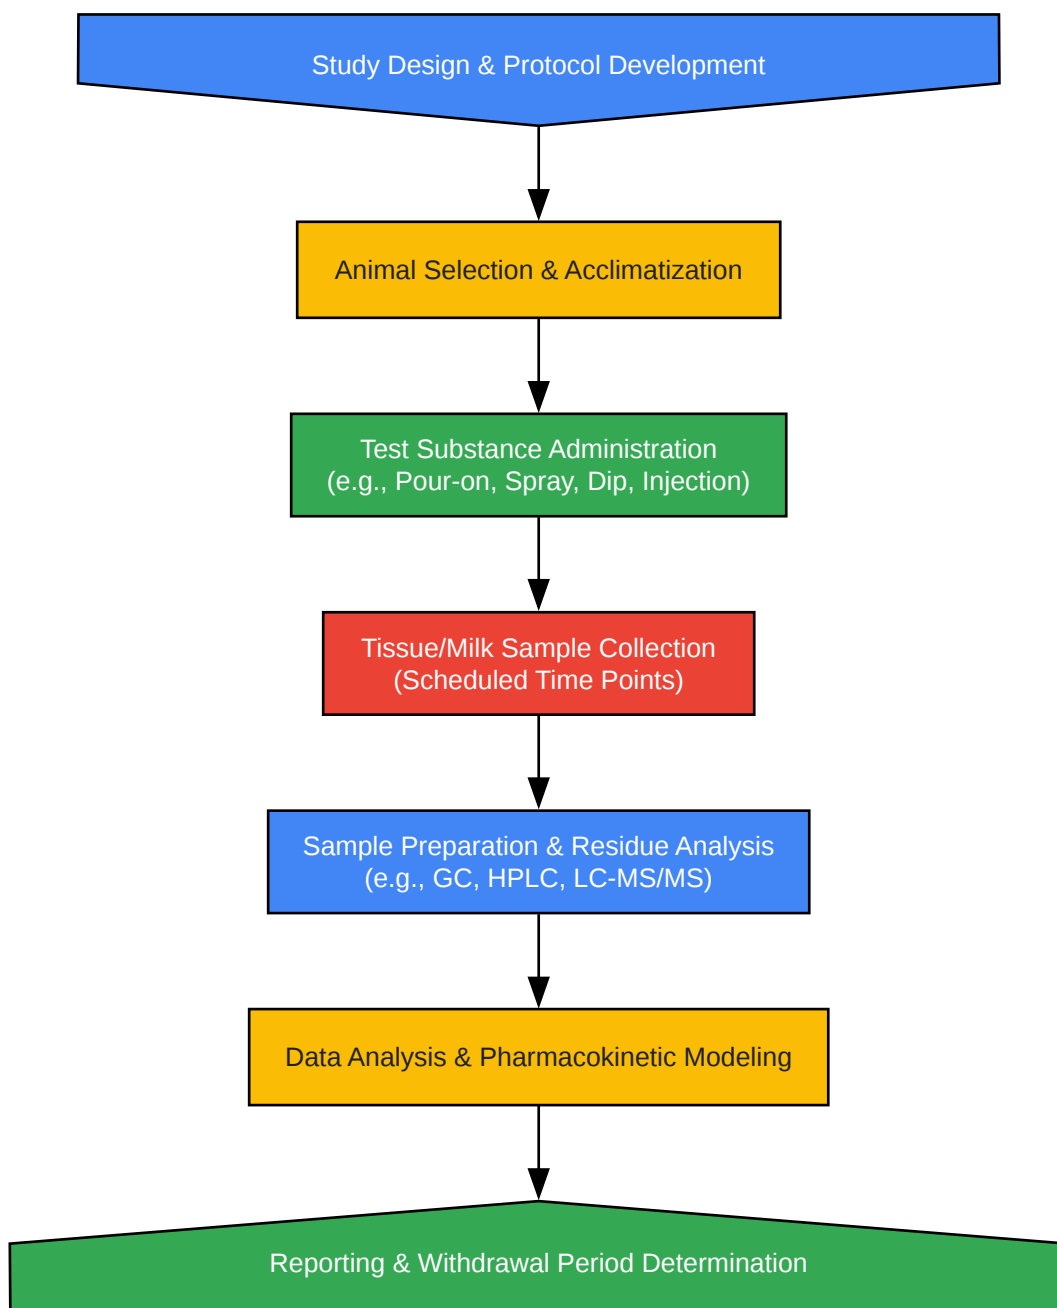 Study Design & Protocol Development
Animal Selection & Acclimatization
Test Substance Administration
(e.g., Pour-on, Spray, Dip, Injection)
Tissue/Milk Sample Collection
(Scheduled Time Points)
Sample Preparation & Residue Analysis
(e.g., GC, HPLC, LC-MS/MS)
Data Analysis & Pharmacokinetic Modeling
Reporting & Withdrawal Period Determination